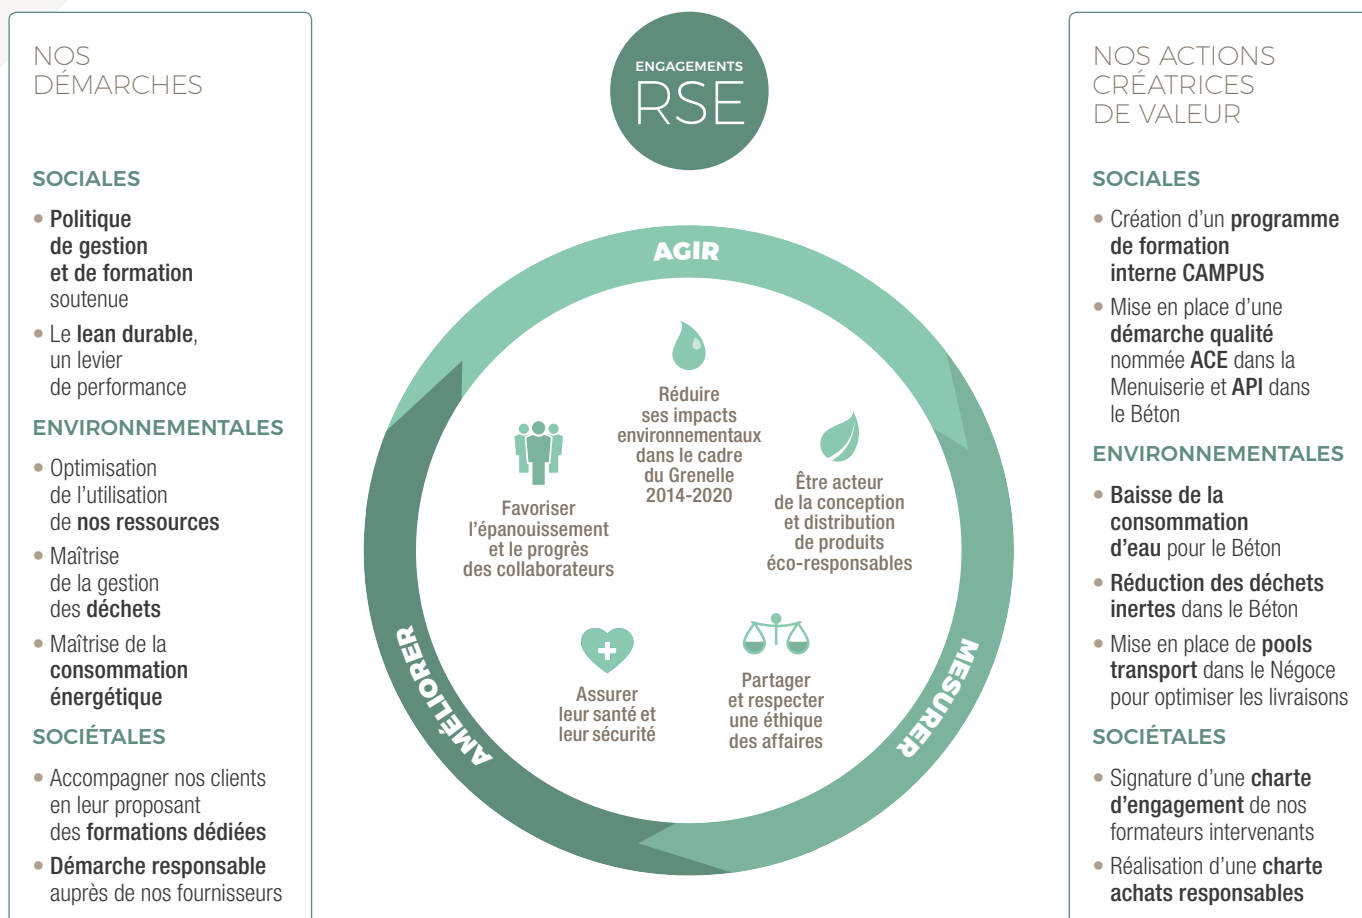 NOS
DÉMARCHES
SOCIALES
• Politique
de gestion
et de formation
soutenue
• Le lean durable,
un levier
de performance
ENVIRONNEMENTALES
• Optimisation
de l'utilisation
de nos ressources
• Maîtrise
de la gestion
des déchets
• Maîtrise de la
consommation
énergétique
SOCIÉTALES
• Accompagner nos clients
en leur proposant
des formations dédiées
• Démarche responsable
auprès de nos fournisseurs
ENGAGEMENTS
RSE
AGIR
Réduire
ses impacts
environnementaux
dans le cadre
du Grenelle
2014-2020
Être acteur
de la conception
et distribution
de produits
éco-responsables
Favoriser
l'épanouissement
et le progrès
des collaborateurs
Assurer
leur santé et
leur sécurité
Partager
et respecter
une éthique
des affaires
MESURER
AMÉLIORER
NOS ACTIONS
CRÉATRICES
DE VALEUR
SOCIALES
• Création d'un programme
de formation
interne CAMPUS
• Mise en place d'une
démarche qualité
nommée ACE dans la
Menuiserie et API dans
le Béton
ENVIRONNEMENTALES
• Baisse de la
consommation
d'eau pour le Béton
• Réduction des déchets
inertes dans le Béton
• Mise en place de pools
transport dans le Négoce
pour optimiser les livraisons
SOCIÉTALES
• Signature d'une charte
d'engagement de nos
formateurs intervenants
• Réalisation d'une charte
achats responsables